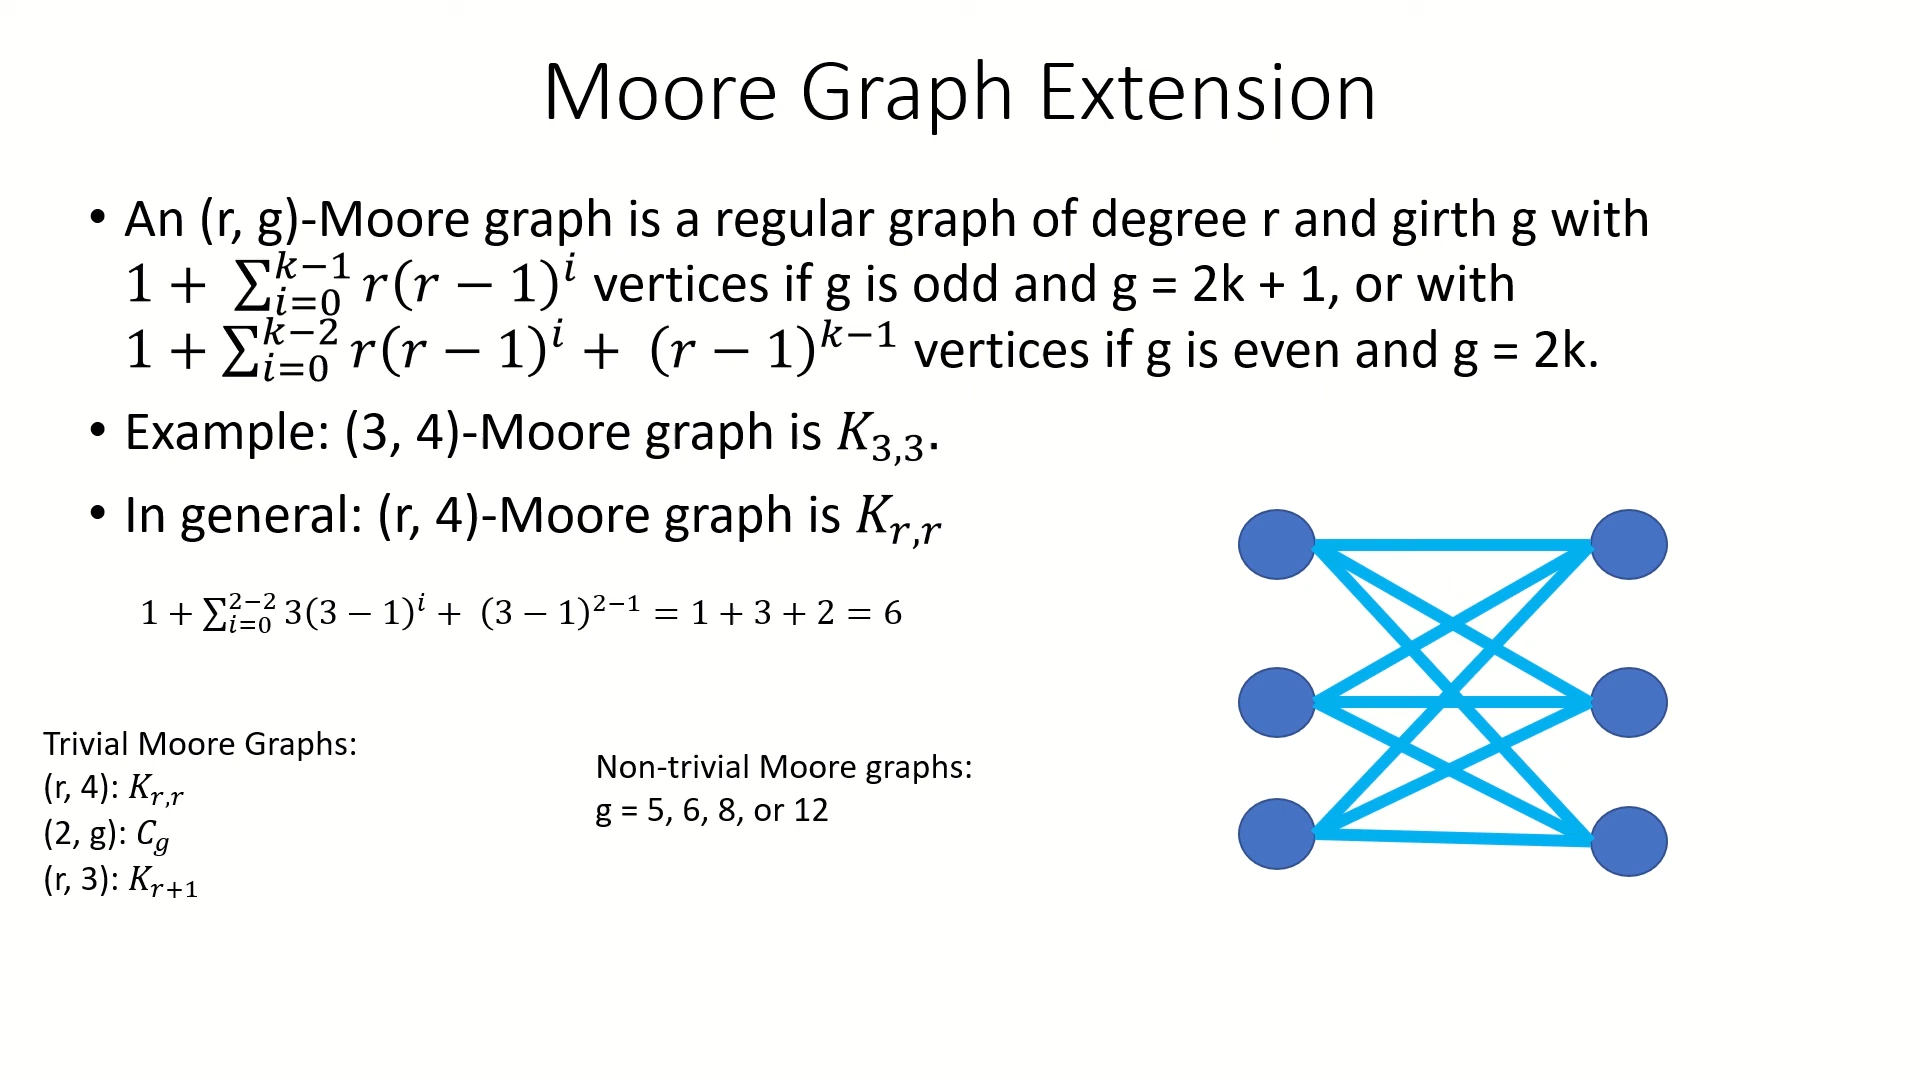 Moore Graph Extension
• An (r, g)-Moore graph is a regular graph of degree r and girth g with
$1 + \sum_{i=0}^{k-1} r(r-1)^i$ vertices if g is odd and g = 2k + 1, or with
$1 + \sum_{i=0}^{k-2} r(r-1)^i + (r-1)^{k-1}$ vertices if g is even and g = 2k.
• Example: (3, 4)-Moore graph is $K_{3,3}$.
• In general: (r, 4)-Moore graph is $K_{r,r}$
$1 + \sum_{i=0}^{2-2} 3(3-1)^i + (3-1)^{2-1} = 1 + 3 + 2 = 6$
Trivial Moore Graphs:
(r, 4): $K_{r,r}$
(2, g): $C_g$
(r, 3): $K_{r+1}$
Non-trivial Moore graphs:
g = 5, 6, 8, or 12